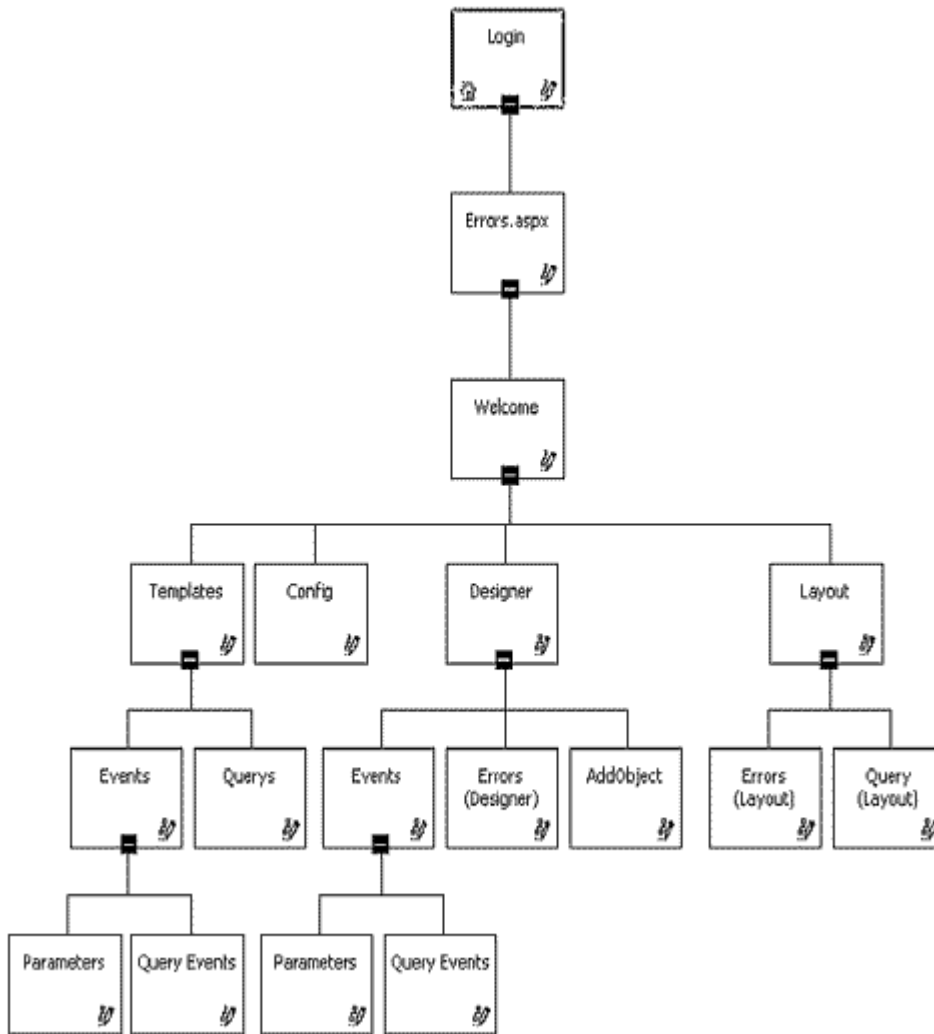 Login
Errors.aspx
Welcome
Templates
Config
Designer
Layout
Events
Querys
Events
Errors
(Designer)
AddObject
Errors
(Layout)
Query
(Layout)
Parameters
Query Events
Parameters
Query Events